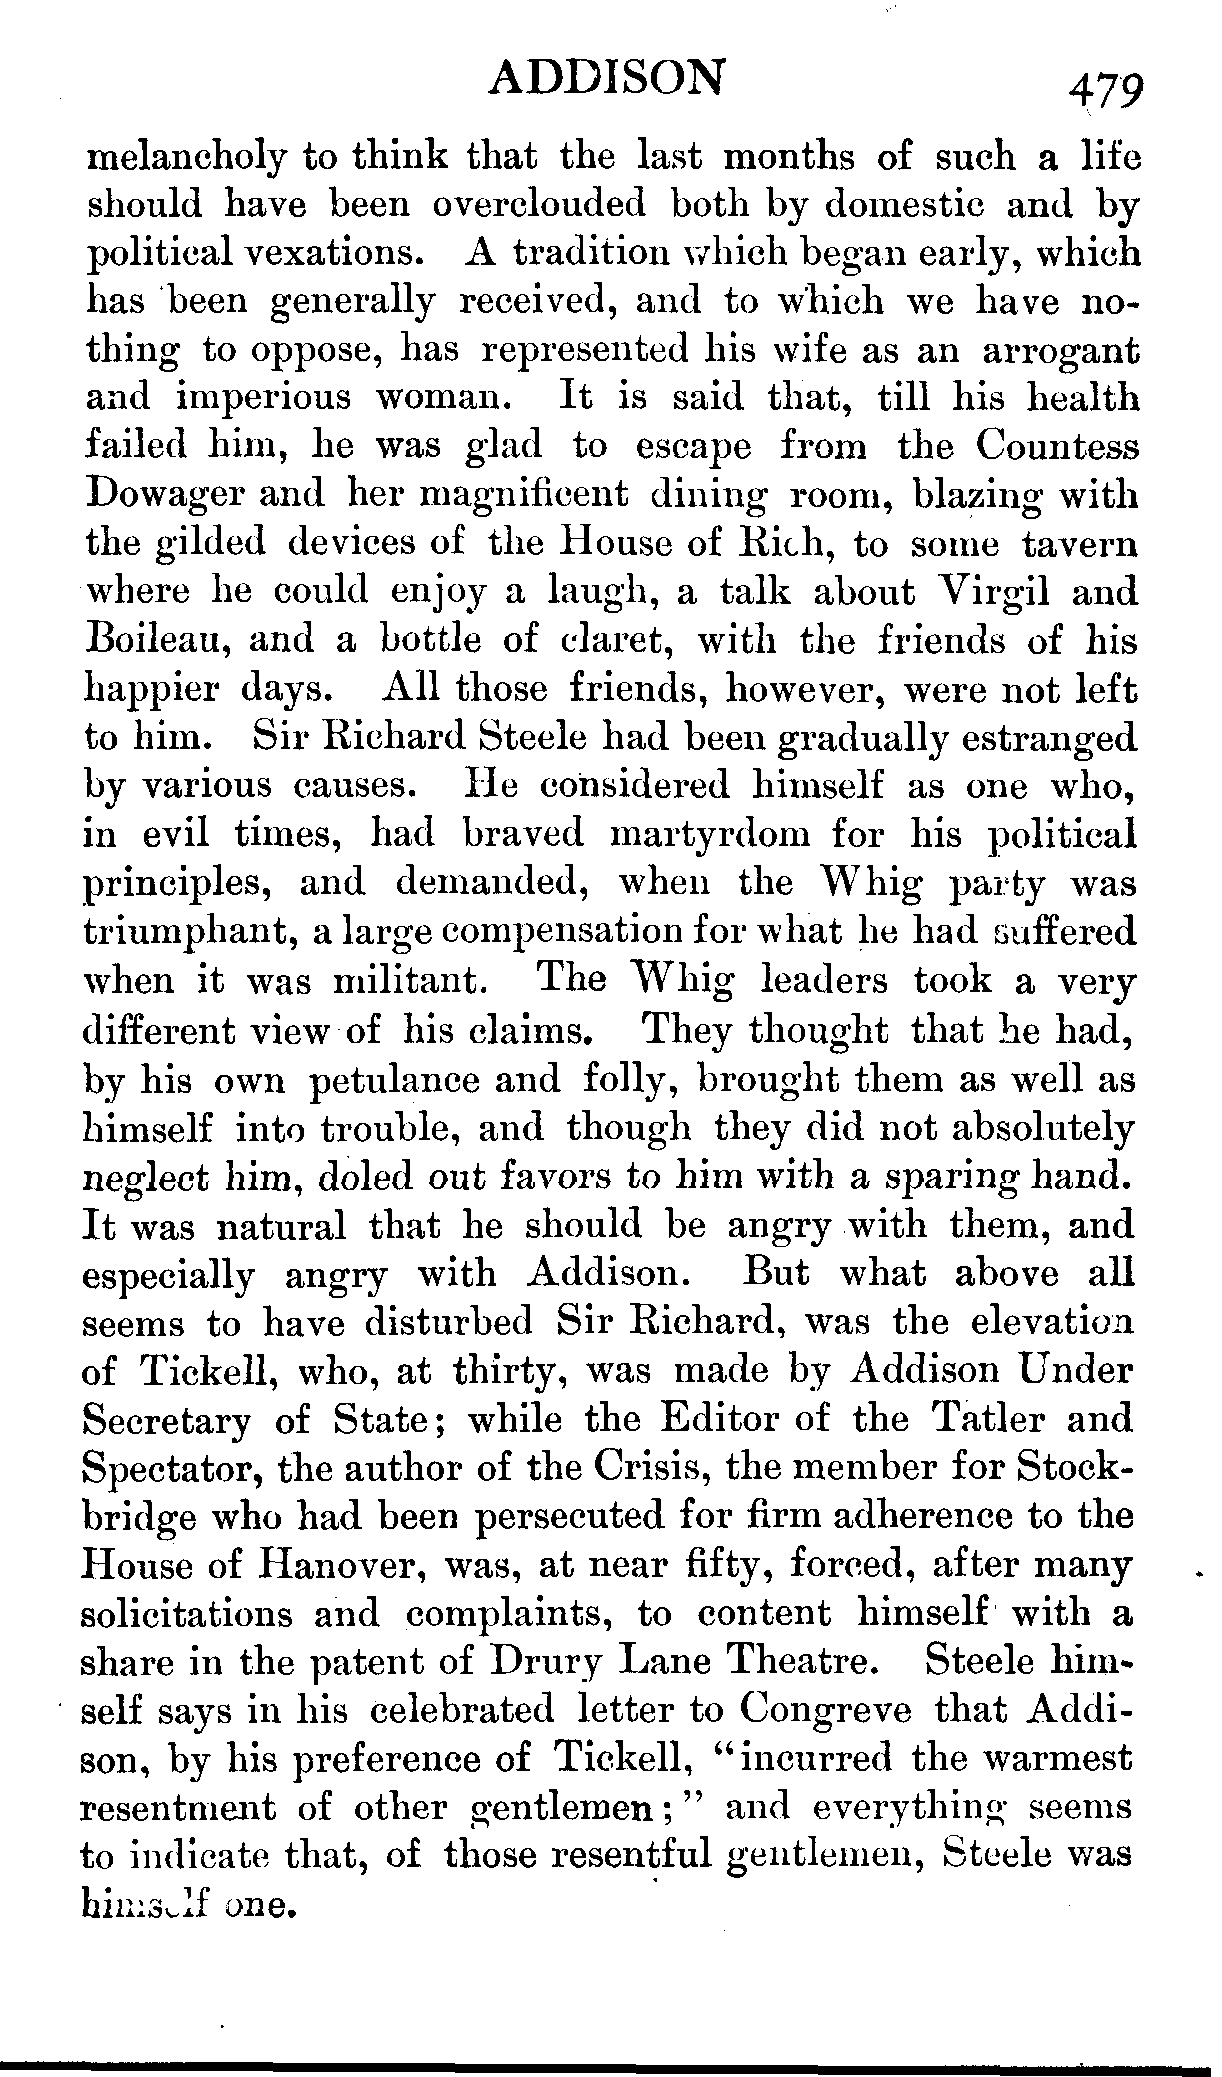 ADDISON
479
melancholy to think that the last months of such a life
should have been overclouded both by domestic and by
political vexations. A tradition which began early, which
has been generally received, and to which we have no-
thing to oppose, has represented his wife as an arrogant
and imperious woman. It is said that, till his health
failed him, he was glad to escape from the Countess
Dowager and her magnificent dining room, blazing with
the gilded devices of the House of Rich, to some tavern
where he could enjoy a laugh, a talk about Virgil and
Boileau, and a bottle of claret, with the friends of his
happier days. All those friends, however, were not left
to him. Sir Richard Steele had been gradually estranged
by various causes. He considered himself as one who,
in evil times, had braved martyrdom for his political
principles, and demanded, when the Whig party was
triumphant, a large compensation for what he had suffered
when it was militant. The Whig leaders took a very
different view of his claims. They thought that he had,
by his own petulance and folly, brought them as well as
himself into trouble, and though they did not absolutely
neglect him, doled out favors to him with a sparing hand.
It was natural that he should be angry with them, and
especially angry with Addison. But what above all
seems to have disturbed Sir Richard, was the elevation
of Tickell, who, at thirty, was made by Addison Under
Secretary of State; while the Editor of the Tatler and
Spectator, the author of the Crisis, the member for Stock-
bridge who had been persecuted for firm adherence to the
House of Hanover, was, at near fifty, forced, after many
solicitations and complaints, to content himself with a
share in the patent of Drury Lane Theatre. Steele him-
self says in his celebrated letter to Congreve that Addi-
son, by his preference of Tickell, “incurred the warmest
resentment of other gentlemen;” and everything seems
to indicate that, of those resentful gentlemen, Steele was
himself one.